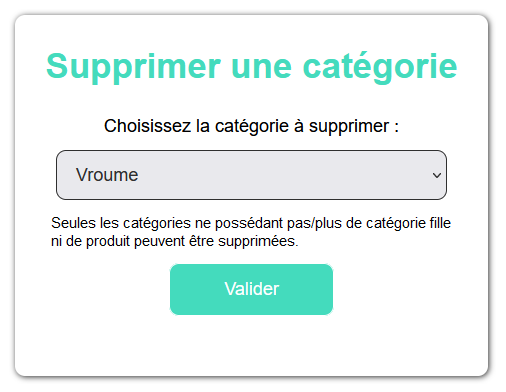 Supprimer une catégorie
Choisissez la catégorie à supprimer :
Vroume
Seules les catégories ne possédant pas/plus de catégorie fille
ni de produit peuvent être supprimées.
Valider